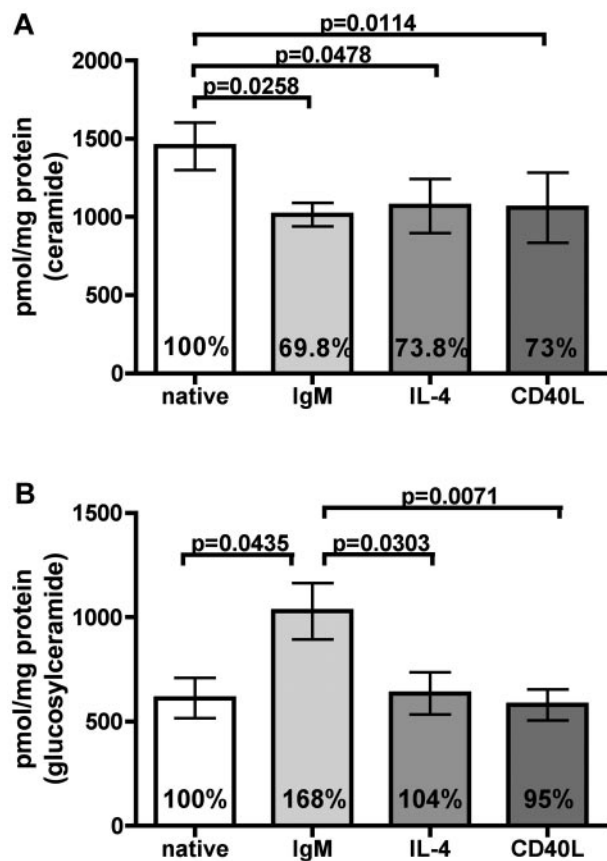 A
p=0.0114
p=0.0478
p=0.0258
pmol/mg protein
(ceramide)
2000
1500
1000
500
0
100%
69.8%
73.8%
73%
native
IgM
IL-4
CD40L
B
p=0.0071
p=0.0435
p=0.0303
pmol/mg protein
(glucosylceramide)
1500
1000
500
0
100%
168%
104%
95%
native
IgM
IL-4
CD40L